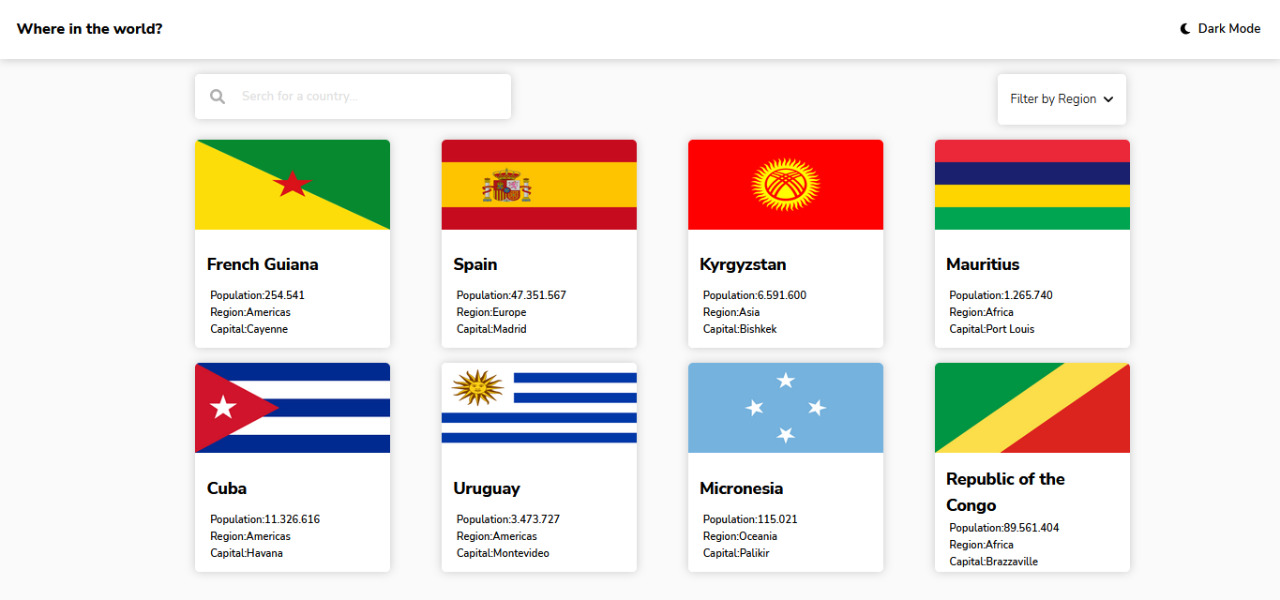 Where in the world?
Dark Mode
Serch for a country...
Filter by Region
French Guiana
Population:254.541
Region:Americas
Capital:Cayenne
Spain
Population:47.351.567
Region:Europe
Capital:Madrid
Kyrgyzstan
Population:6.591.600
Region:Asia
Capital:Bishkek
Mauritius
Population:1.265.740
Region:Africa
Capital:Port Louis
Cuba
Population:11.326.616
Region:Americas
Capital:Havana
Uruguay
Population:3.473.727
Region:Americas
Capital:Montevideo
Micronesia
Population:115.021
Region:Oceania
Capital:Palikir
Republic of the
Congo
Population:89.561.404
Region:Africa
Capital:Brazzaville